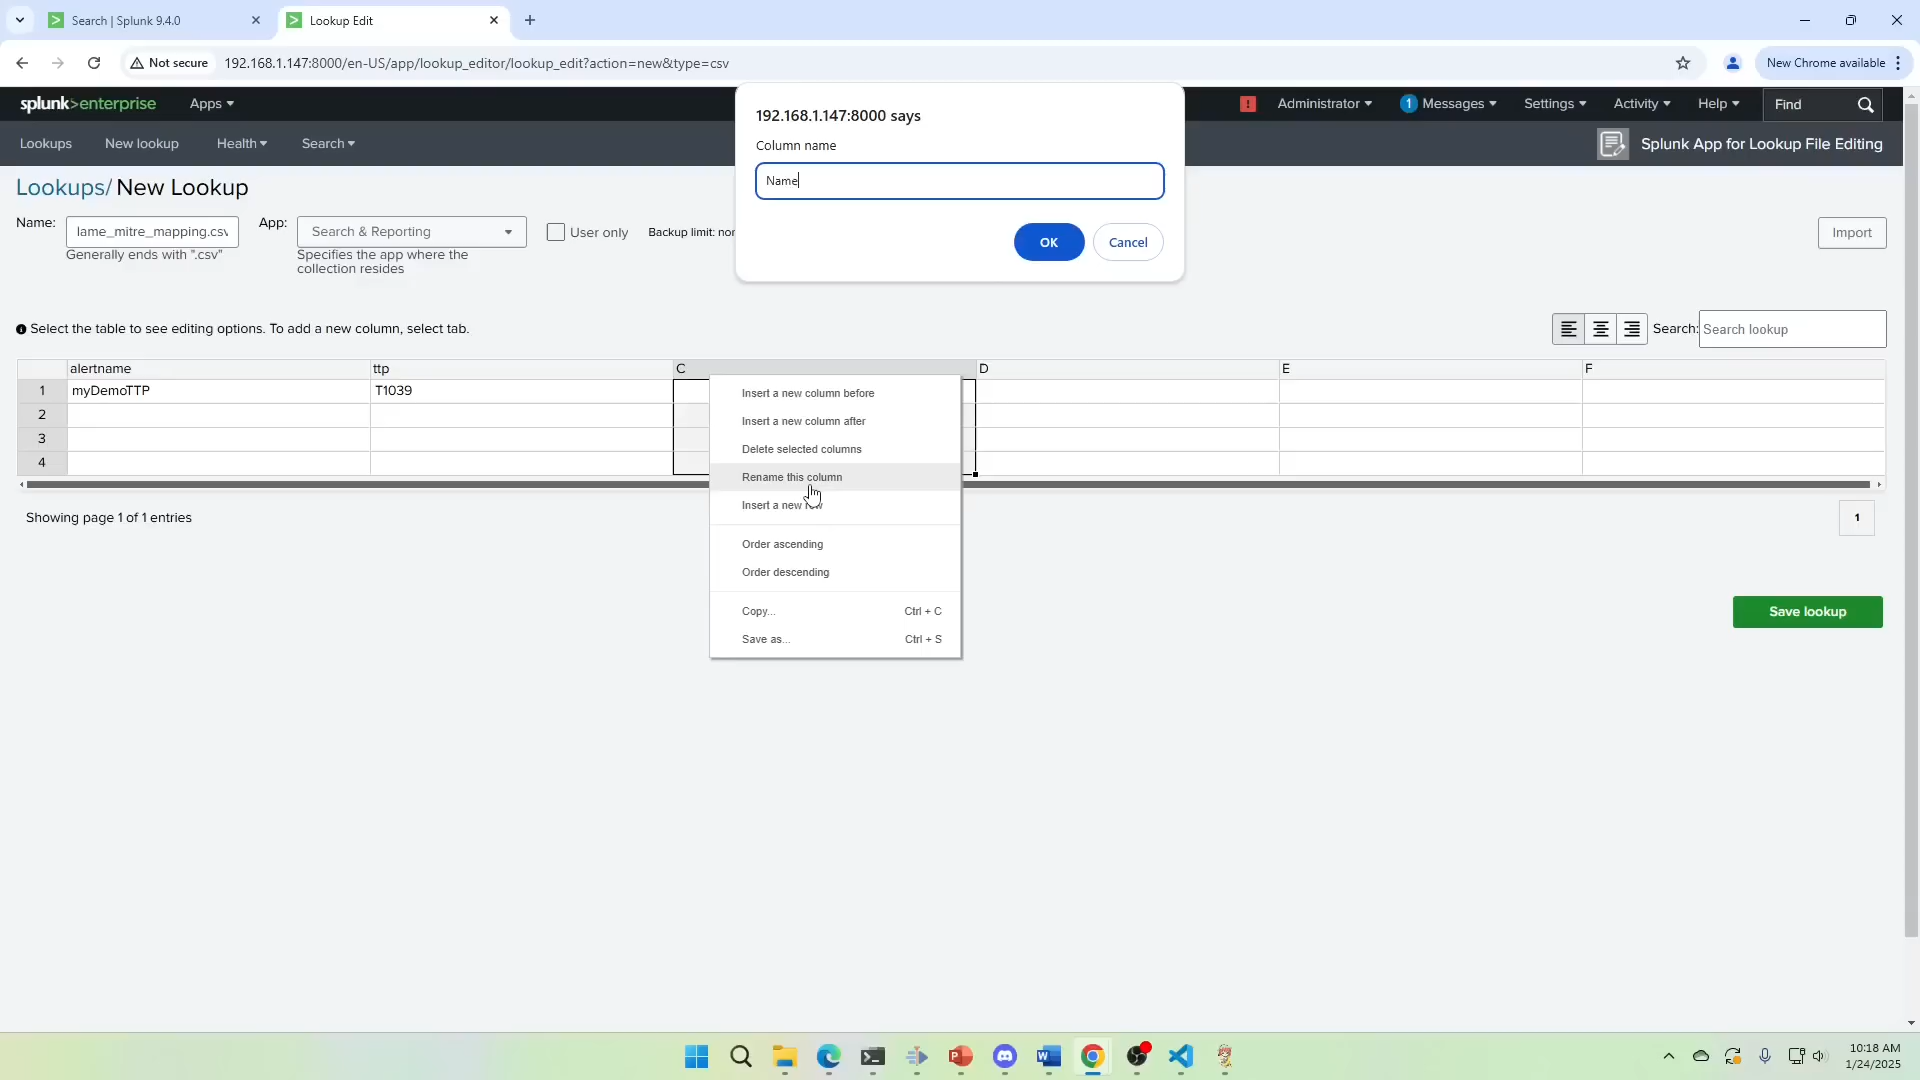 Search | Splunk 9.4.0
Lookup Edit
Not secure
192.168.1.147:8000/en-US/app/lookup_editor/lookup_edit?action=new&type=csv
New Chrome available
splunk>enterprise
Apps
Administrator
1 Messages
Settings
Activity
Help
Find
Lookups
New lookup
Health
Search
Splunk App for Lookup File Editing
192.168.1.147:8000 says
Column name
Name
OK
Cancel
Lookups/ New Lookup
Name:
lame_mitre_mapping.csv
Generally ends with ".csv"
App:
Search & Reporting
Specifies the app where the
collection resides
User only
Import
Select the table to see editing options. To add a new column, select tab.
Search:
Search lookup
alertname
ttp
C
D
E
F
1
myDemoTTP
T1039
2
3
4
Insert a new column before
Insert a new column after
Delete selected columns
Rename this column
Order ascending
Order descending
Copy...
Ctrl + C
Save as...
Ctrl + S
Showing page 1 of 1 entries
1
Save lookup
10:18 AM
1/24/2025